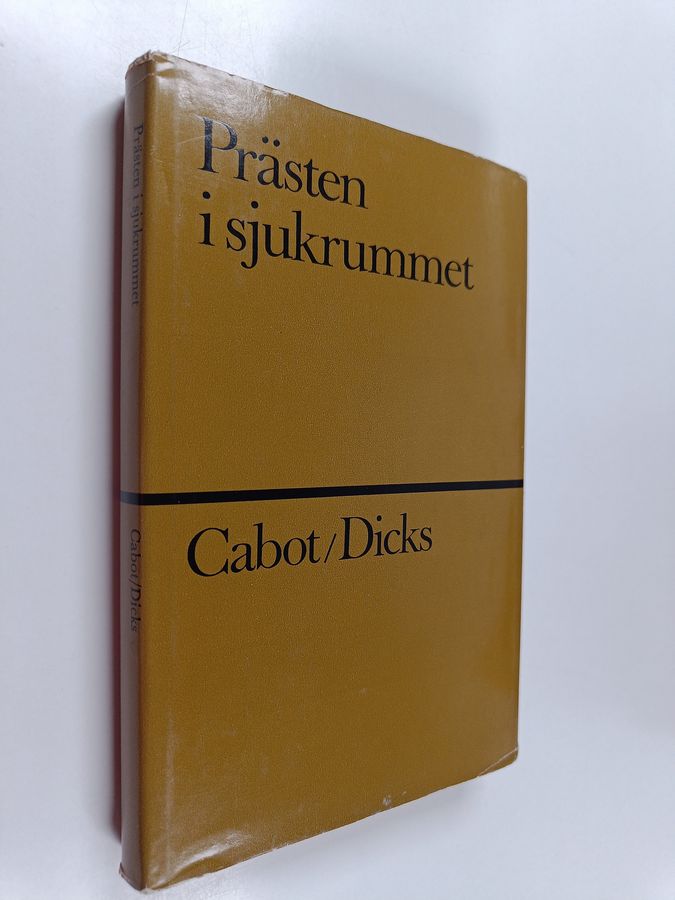 Prästen
i sjukrummet
Cabot/Dicks
Prästen i sjukrummet
Cabot/Dicks